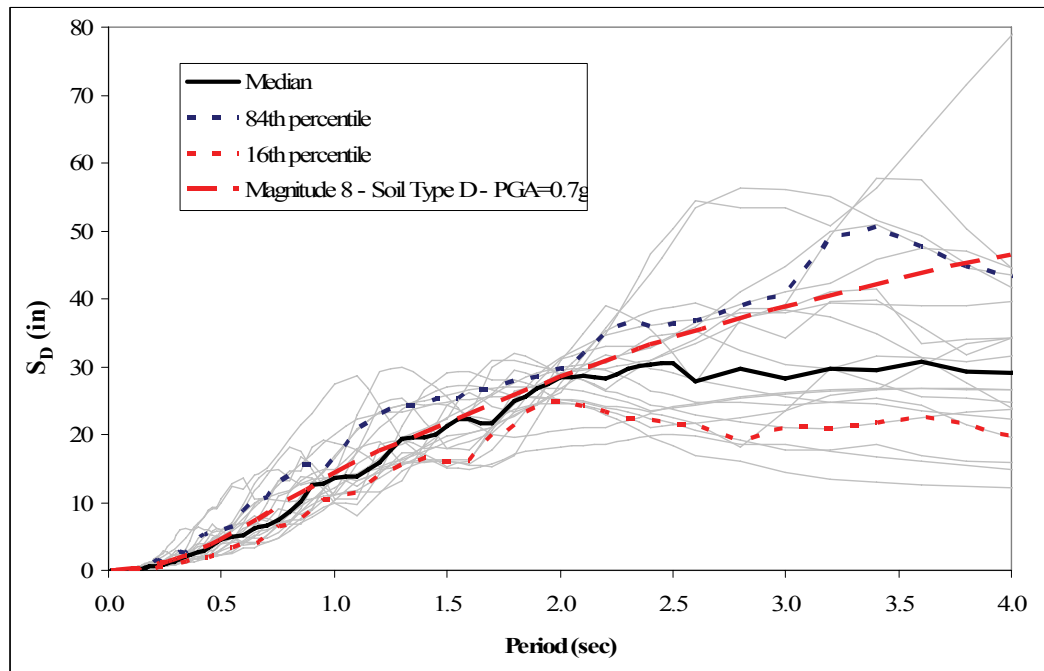 80
70
60
50
40
30
20
10
0
S_D (in)
Median
84th percentile
16th percentile
Magnitude 8 - Soil Type D - PGA=0.7g
0.0 0.5 1.0 1.5 2.0 2.5 3.0 3.5 4.0
Period (sec)